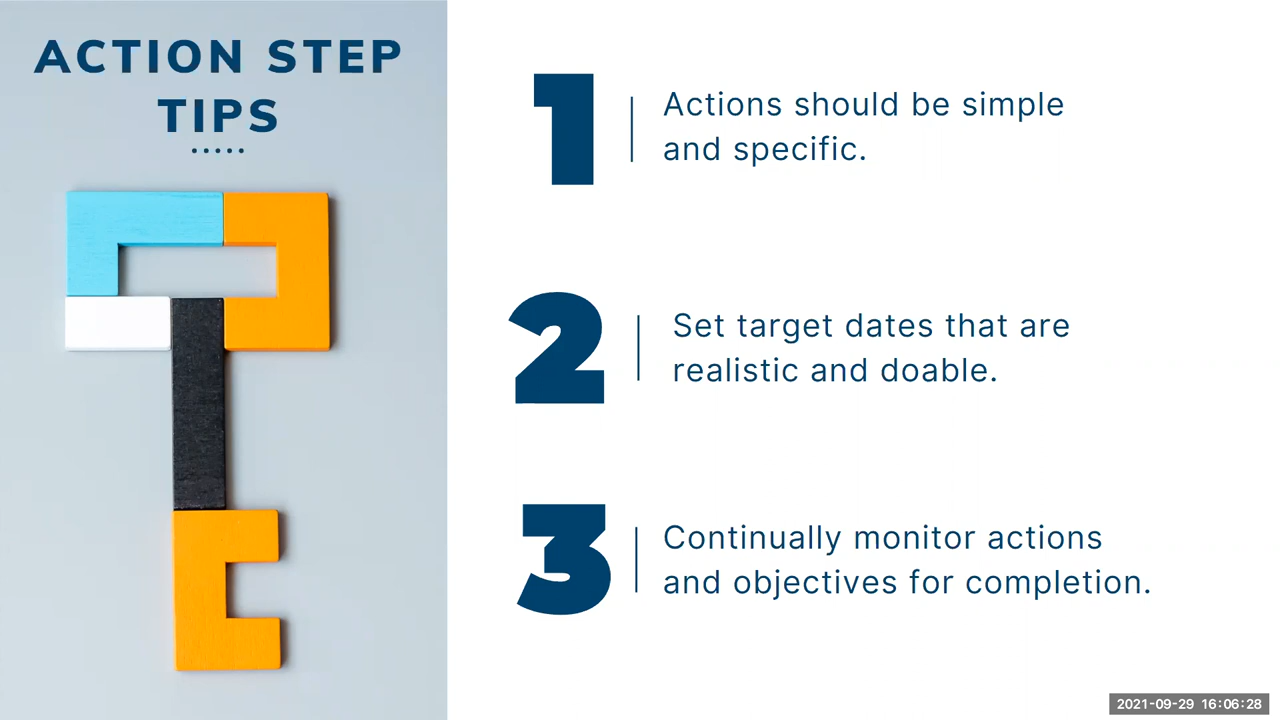 ACTION STEP
TIPS
1
Actions should be simple
and specific.
2
Set target dates that are
realistic and doable.
3
Continually monitor actions
and objectives for completion.
2021-09-29 16:06:28